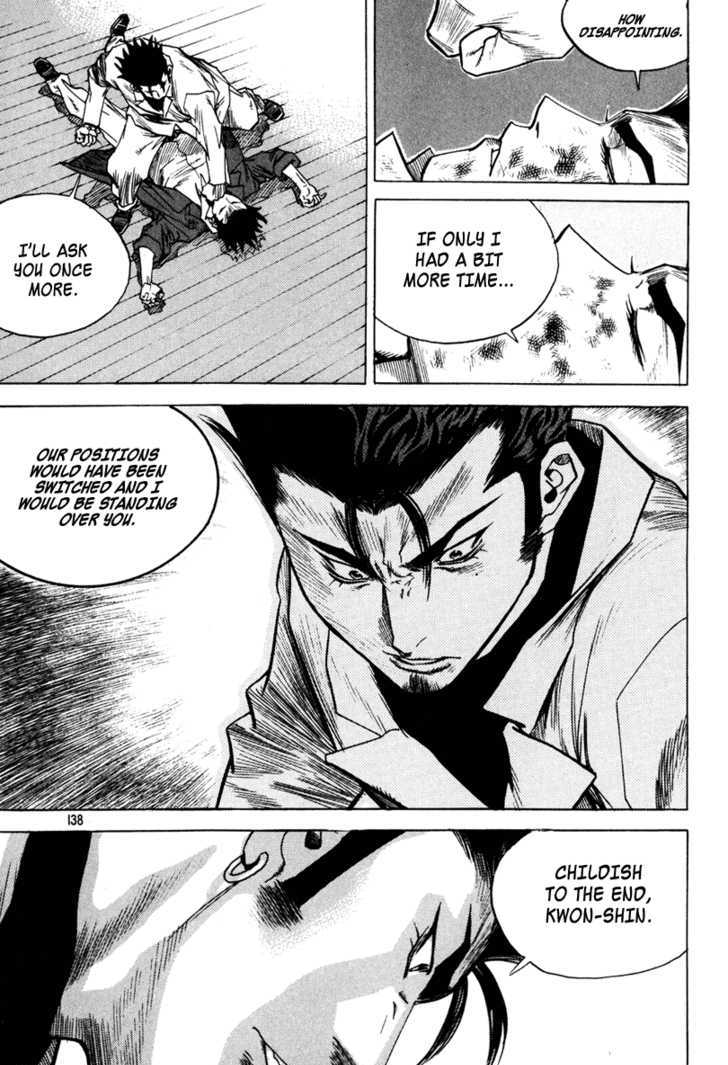 I'LL ASK
YOU ONCE
MORE.
HOW
DISAPPOINTING.
IF ONLY I
HAD A BIT
MORE TIME...
OUR POSITIONS
WOULD HAVE BEEN
SWITCHED AND I
WOULD BE STANDING
OVER YOU.
138
CHILDISH
TO THE END,
KWON-SHIN.